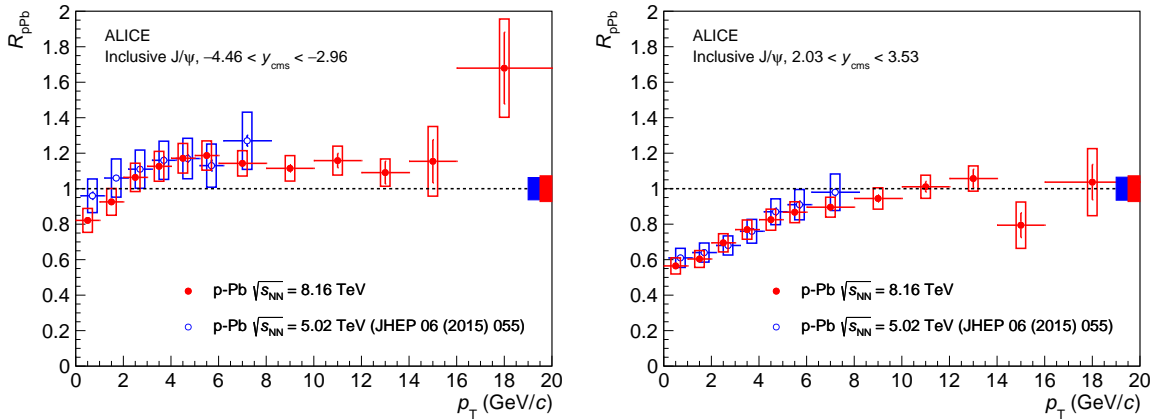 R_pPb
2
1.8
1.6
1.4
1.2
1
0.8
0.6
0.4
0.2
0
ALICE
Inclusive J/ψ, −4.46 < y_cms < −2.96
p-Pb √s_NN = 8.16 TeV
p-Pb √s_NN = 5.02 TeV (JHEP 06 (2015) 055)
0 2 4 6 8 10 12 14 16 18 20
p_T (GeV/c)
R_pPb
2
1.8
1.6
1.4
1.2
1
0.8
0.6
0.4
0.2
0
ALICE
Inclusive J/ψ, 2.03 < y_cms < 3.53
p-Pb √s_NN = 8.16 TeV
p-Pb √s_NN = 5.02 TeV (JHEP 06 (2015) 055)
0 2 4 6 8 10 12 14 16 18 20
p_T (GeV/c)